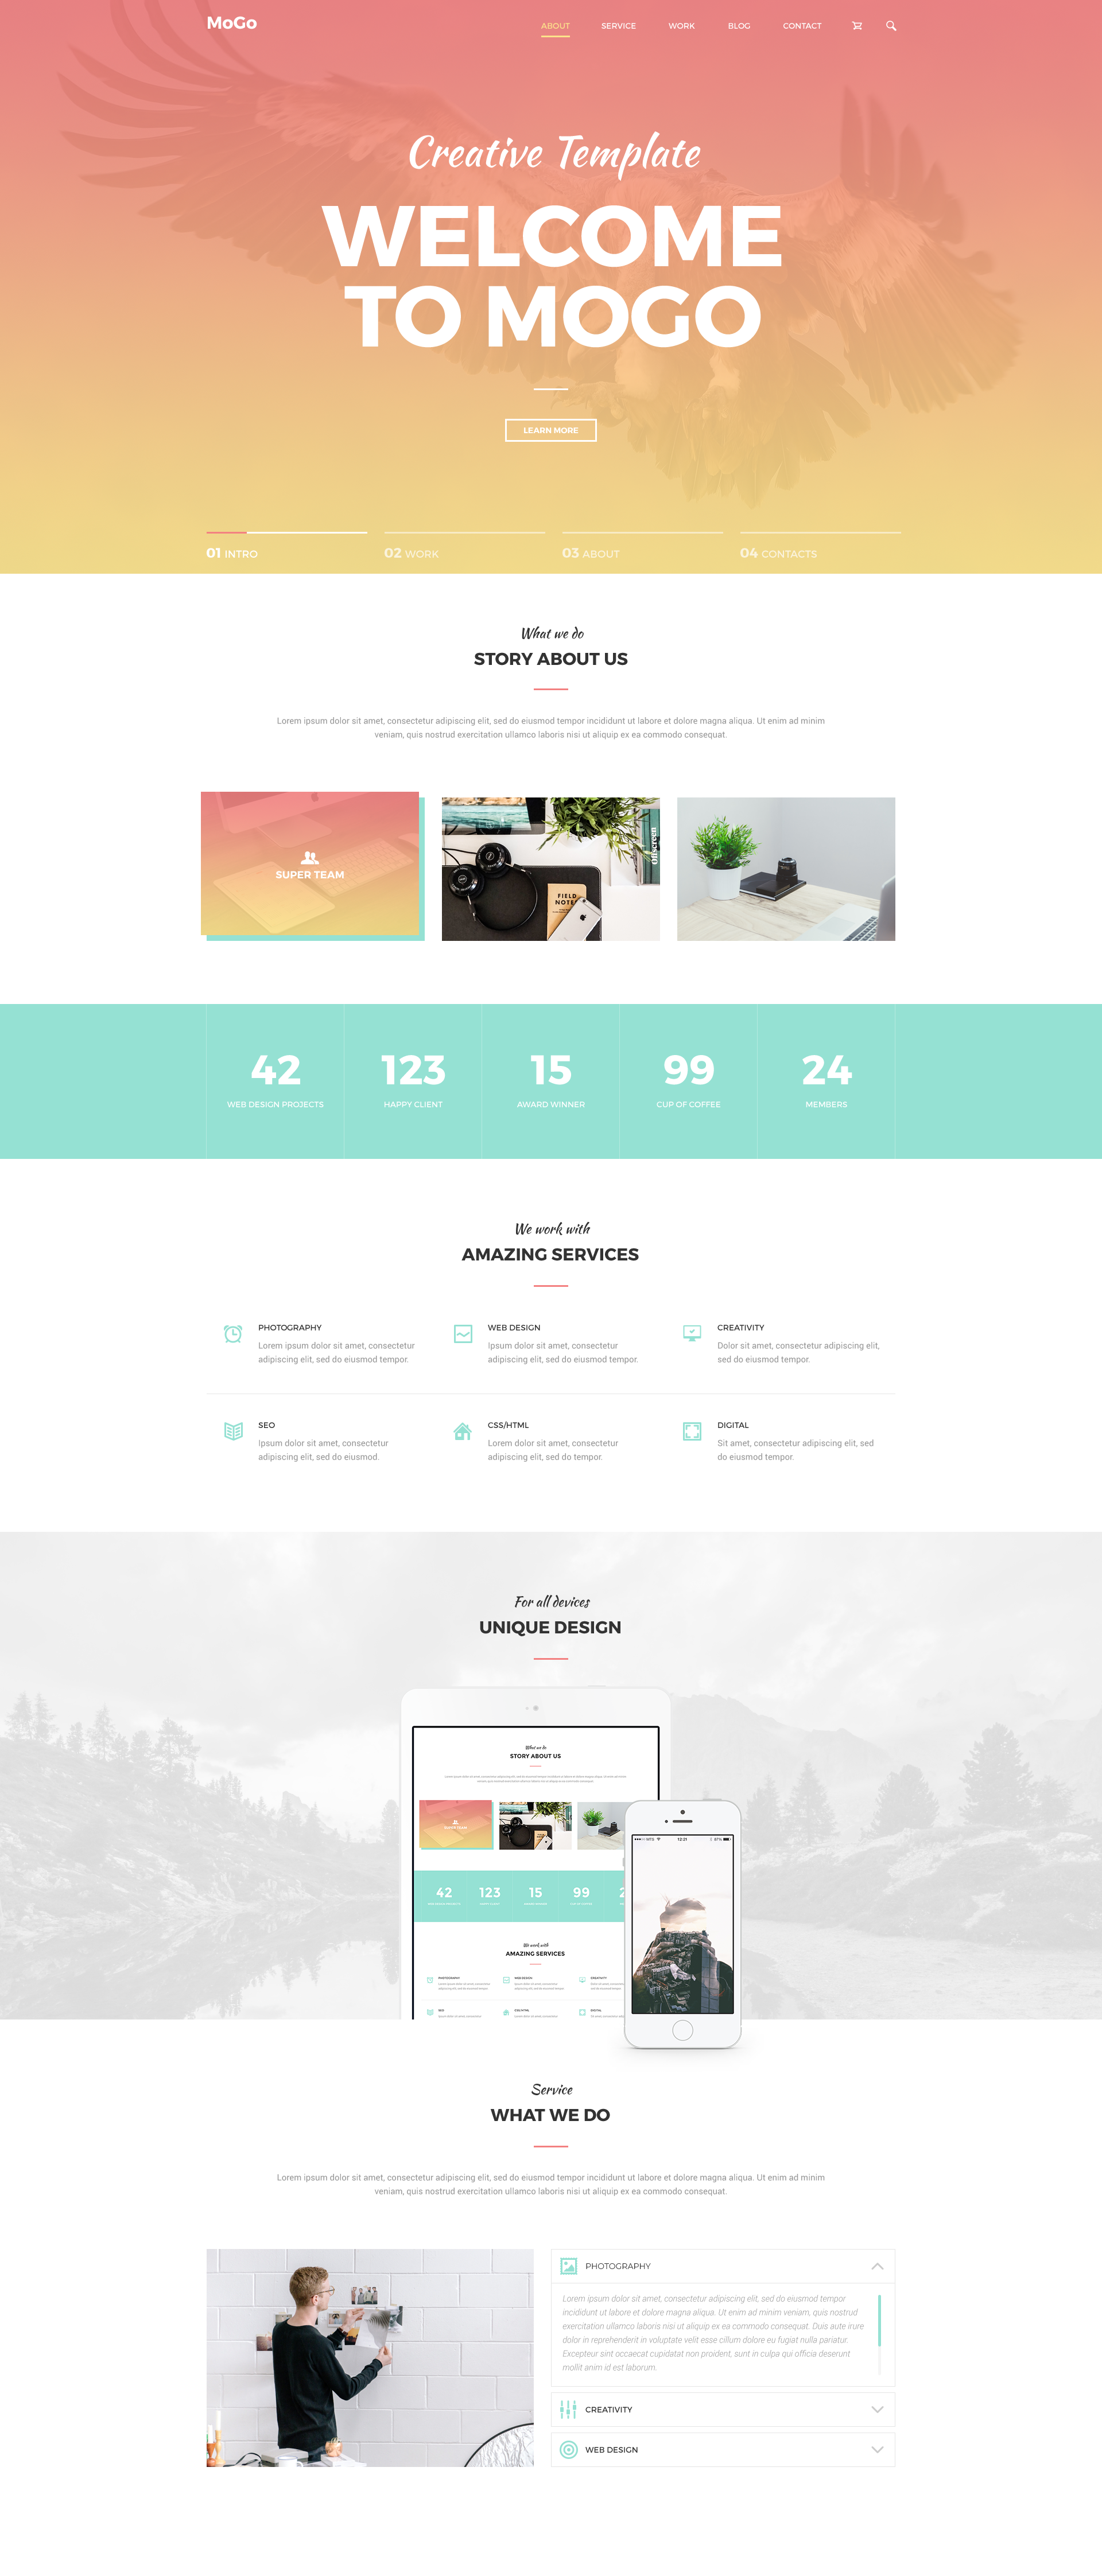 MoGo
ABOUT SERVICE WORK BLOG CONTACT
Creative Template
WELCOME
TO MOGO
LEARN MORE
01 INTRO
02 WORK
03 ABOUT
04 CONTACTS
What we do
STORY ABOUT US
Lorem ipsum dolor sit amet, consectetur adipiscing elit, sed do eiusmod tempor incididunt ut labore et dolore magna aliqua. Ut enim ad minim
veniam, quis nostrud exercitation ullamco laboris nisi ut aliquip ex ea commodo consequat.
SUPER TEAM
Offscreen
FIELD
NOTES
42
WEB DESIGN PROJECTS
123
HAPPY CLIENT
15
AWARD WINNER
99
CUP OF COFFEE
24
MEMBERS
We work with
AMAZING SERVICES
PHOTOGRAPHY
Lorem ipsum dolor sit amet, consectetur
adipiscing elit, sed do eiusmod tempor.
WEB DESIGN
Ipsum dolor sit amet, consectetur
adipiscing elit, sed do eiusmod tempor.
CREATIVITY
Dolor sit amet, consectetur adipiscing elit,
sed do eiusmod tempor.
SEO
Ipsum dolor sit amet, consectetur
adipiscing elit, sed do eiusmod.
CSS/HTML
Lorem dolor sit amet, consectetur
adipiscing elit, sed do tempor.
DIGITAL
Sit amet, consectetur adipiscing elit, sed
do eiusmod tempor.
For all devices
UNIQUE DESIGN
What we do
STORY ABOUT US
42
123
15
99
We work with
AMAZING SERVICES
PHOTOGRAPHY
WEB DESIGN
CREATIVITY
SEO
CSS/HTML
DIGITAL
MTS 12:21 87%
Service
WHAT WE DO
Lorem ipsum dolor sit amet, consectetur adipiscing elit, sed do eiusmod tempor incididunt ut labore et dolore magna aliqua. Ut enim ad minim
veniam, quis nostrud exercitation ullamco laboris nisi ut aliquip ex ea commodo consequat.
PHOTOGRAPHY
Lorem ipsum dolor sit amet, consectetur adipiscing elit, sed do eiusmod tempor
incididunt ut labore et dolore magna aliqua. Ut enim ad minim veniam, quis nostrud
exercitation ullamco laboris nisi ut aliquip ex ea commodo consequat. Duis aute irure
dolor in reprehenderit in voluptate velit esse cillum dolore eu fugiat nulla pariatur.
Excepteur sint occaecat cupidatat non proident, sunt in culpa qui officia deserunt
mollit anim id est laborum.
CREATIVITY
WEB DESIGN